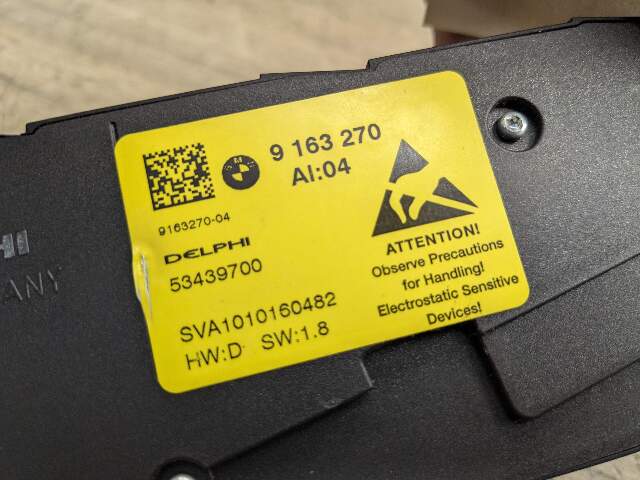 9 163 270
AI:04
9163270-04
DELPHI
53439700
SVA1010160482
HW:D SW:1.8
ATTENTION!
Observe Precautions
for Handling!
Electrostatic Sensitive
Devices!